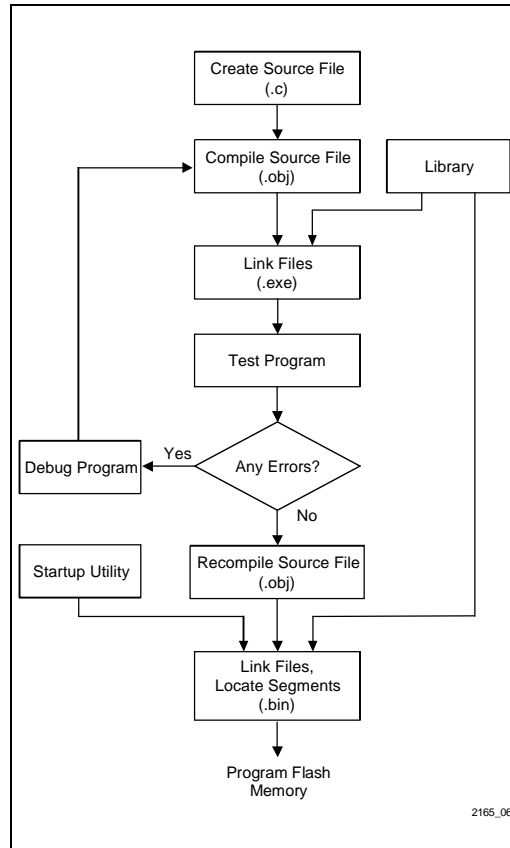 Create Source File
(.c)
Compile Source File
(.obj)
Library
Link Files
(.exe)
Test Program
Any Errors?
Yes
Debug Program
No
Startup Utility
Recompile Source File
(.obj)
Link Files,
Locate Segments
(.bin)
Program Flash
Memory
2165_06